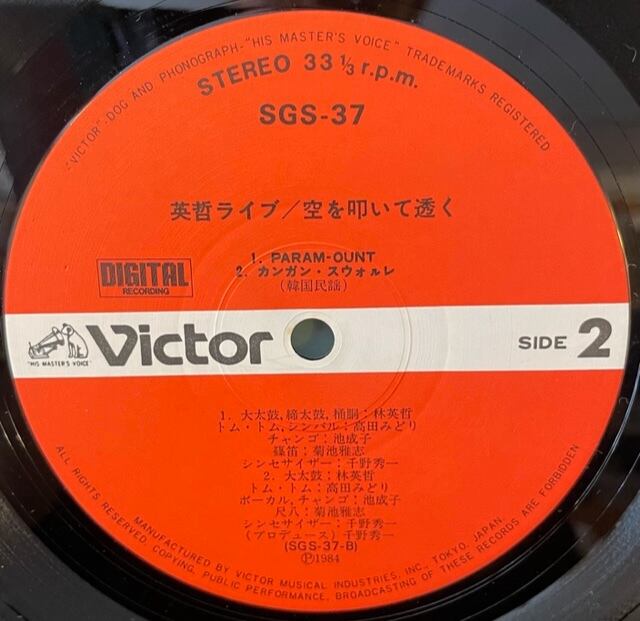 "VICTOR"-DOG AND PHONOGRAPH-"HIS MASTER'S VOICE" TRADEMARKS REGISTERED
STEREO 33 1/3 r.p.m.
SGS-37
英哲ライブ/空を叩いて透く
1. PARAM-OUNT
2. カンガン・スウォルレ
(韓国民謡)
DIGITAL
RECORDING
"HIS MASTER'S VOICE"
Victor
SIDE 2
1. 大太鼓,締太鼓,桶胴:林英哲
トム・トム,シンバル:高田みどり
チャンゴ:池成子
篠笛:菊池雅志
シンセサイザー:千野秀一
2. 大太鼓:林英哲
トム・トム:高田みどり
ボーカル,チャンゴ:池成子
尺八:菊池雅志
シンセサイザー:千野秀一
(プロデュース)千野秀一
(SGS-37-B)
Ⓟ1984
MANUFACTURED BY VICTOR MUSICAL INDUSTRIES, INC., TOKYO, JAPAN.
ALL RIGHTS RESERVED. COPYING, PUBLIC PERFORMANCE, BROADCASTING OF THESE RECORDS ARE FORBIDDEN